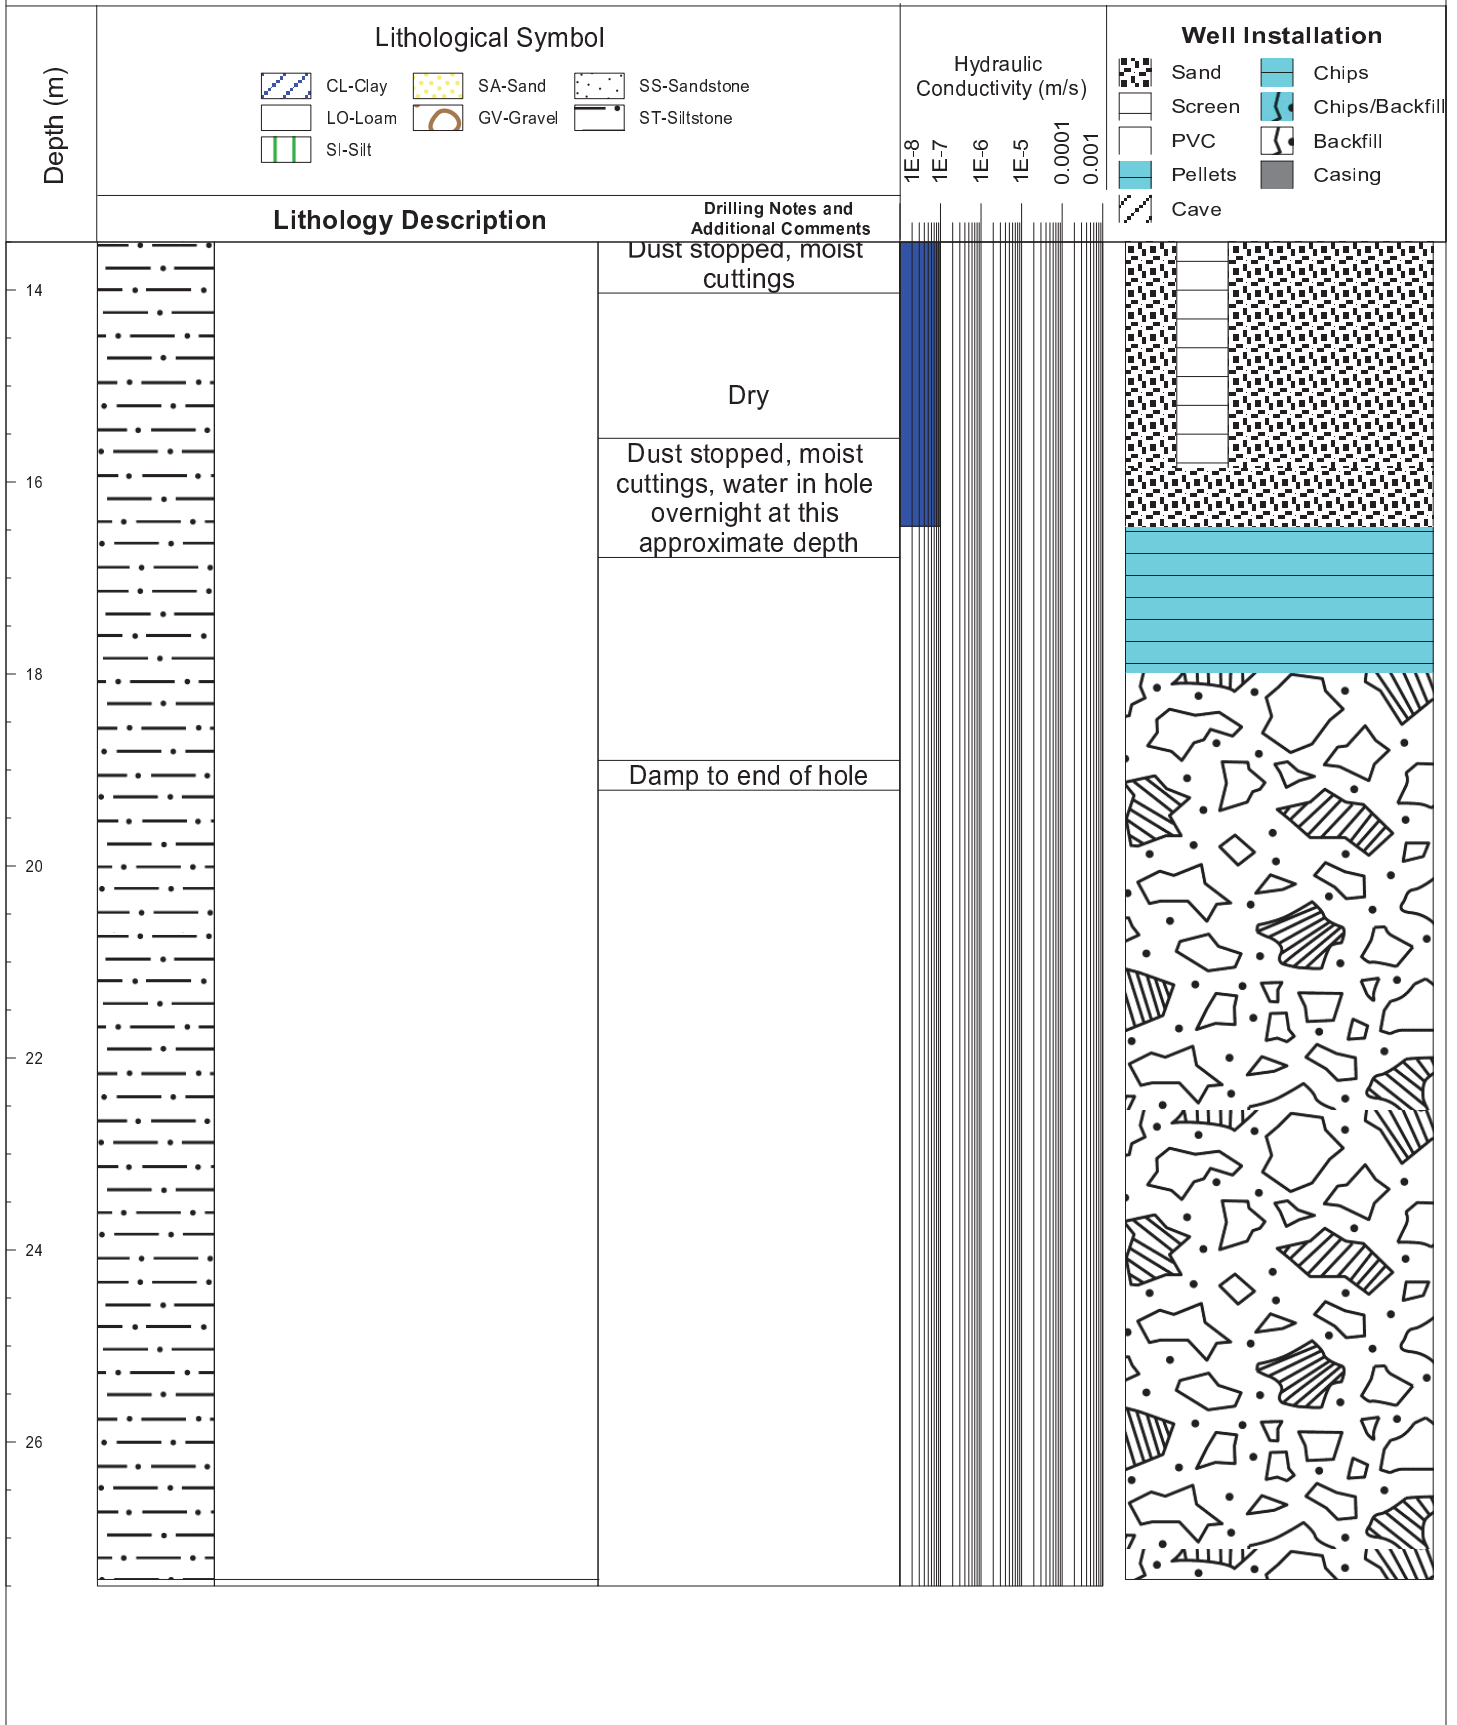 Depth (m)
Lithological Symbol
CL-Clay
SA-Sand
SS-Sandstone
LO-Loam
GV-Gravel
ST-Siltstone
SI-Silt
Lithology Description
Drilling Notes and
Additional Comments
Hydraulic
Conductivity (m/s)
1E-8
1E-7
1E-6
1E-5
0.0001
0.001
Well Installation
Sand
Chips
Screen
Chips/Backfill
PVC
Backfill
Pellets
Casing
Cave
Dust stopped, moist
cuttings
14
Dry
Dust stopped, moist
cuttings, water in hole
overnight at this
approximate depth
16
18
Damp to end of hole
20
22
24
26